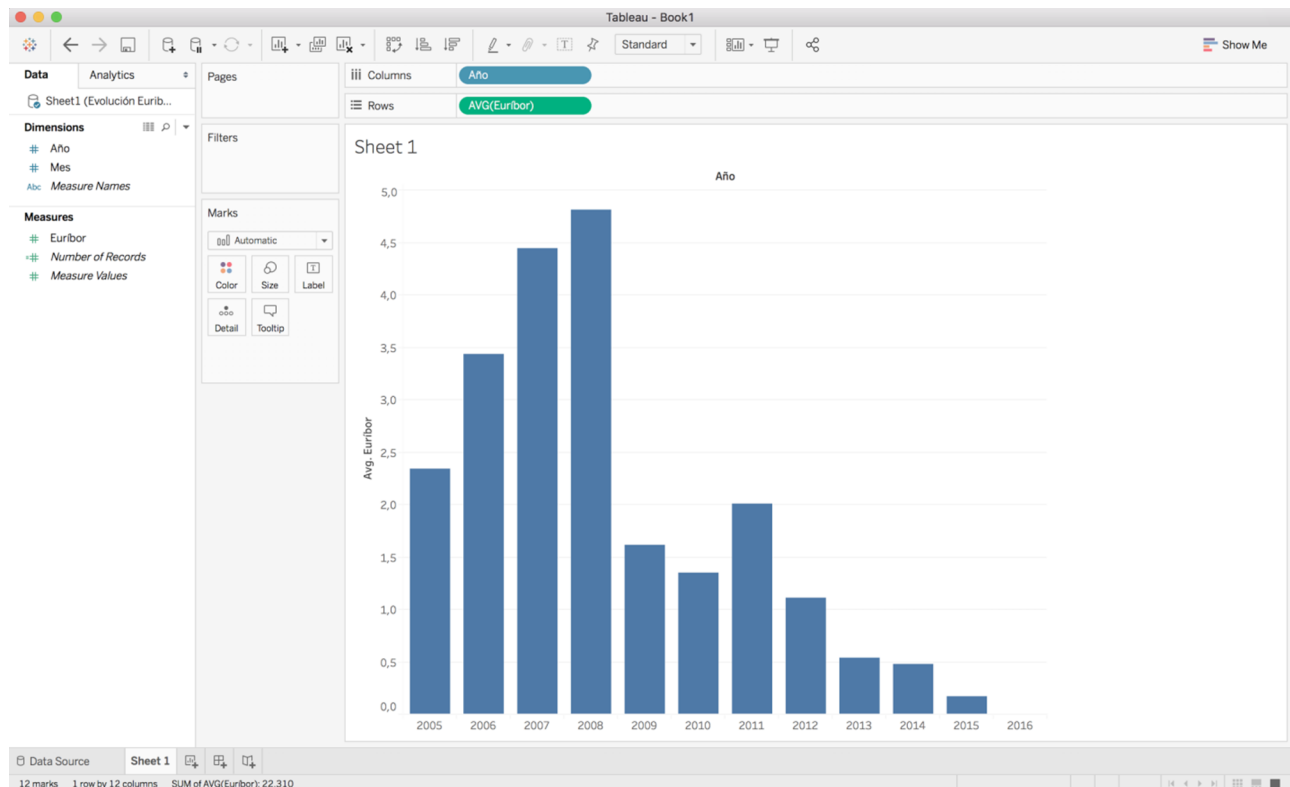 Tableau - Book1
Standard
Show Me
Data Analytics
Sheet1 (Evolución Eurib...
Dimensions
Año
Mes
Abc Measure Names
Measures
Euríbor
Number of Records
Measure Values
Pages
Filters
Marks
Automatic
Color Size Label
Detail Tooltip
Columns Año
Rows AVG(Euríbor)
Sheet 1
Año
Avg. Euríbor
5,0
4,5
4,0
3,5
3,0
2,5
2,0
1,5
1,0
0,5
0,0
2005 2006 2007 2008 2009 2010 2011 2012 2013 2014 2015 2016
Data Source Sheet 1
12 marks 1 row by 12 columns SUM of AVG(Euríbor): 22.310